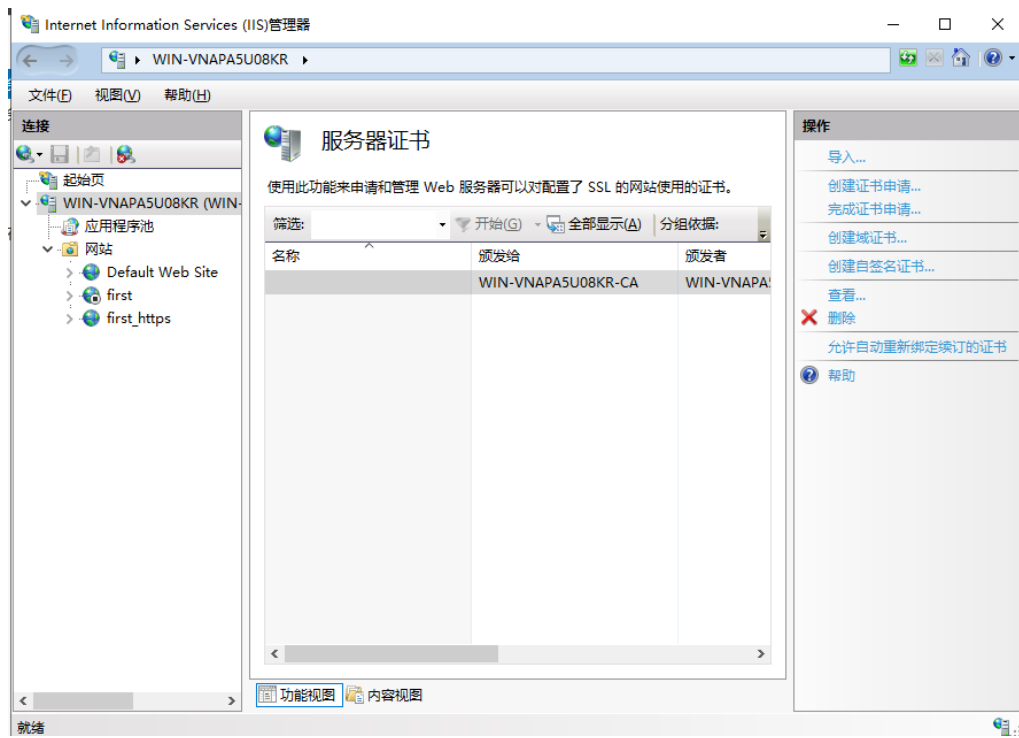 Internet Information Services (IIS)管理器
WIN-VNAPA5U08KR
文件(F) 视图(V) 帮助(H)
连接
起始页
WIN-VNAPA5U08KR (WIN-
应用程序池
网站
Default Web Site
first
first_https
服务器证书
使用此功能来申请和管理 Web 服务器可以对配置了 SSL 的网站使用的证书。
筛选: 开始(G) 全部显示(A) 分组依据:
名称 颁发给 颁发者
WIN-VNAPA5U08KR-CA WIN-VNAPA5
功能视图 内容视图
操作
导入...
创建证书申请...
完成证书申请...
创建域证书...
创建自签名证书...
查看...
删除
允许自动重新绑定续订的证书
帮助
就绪